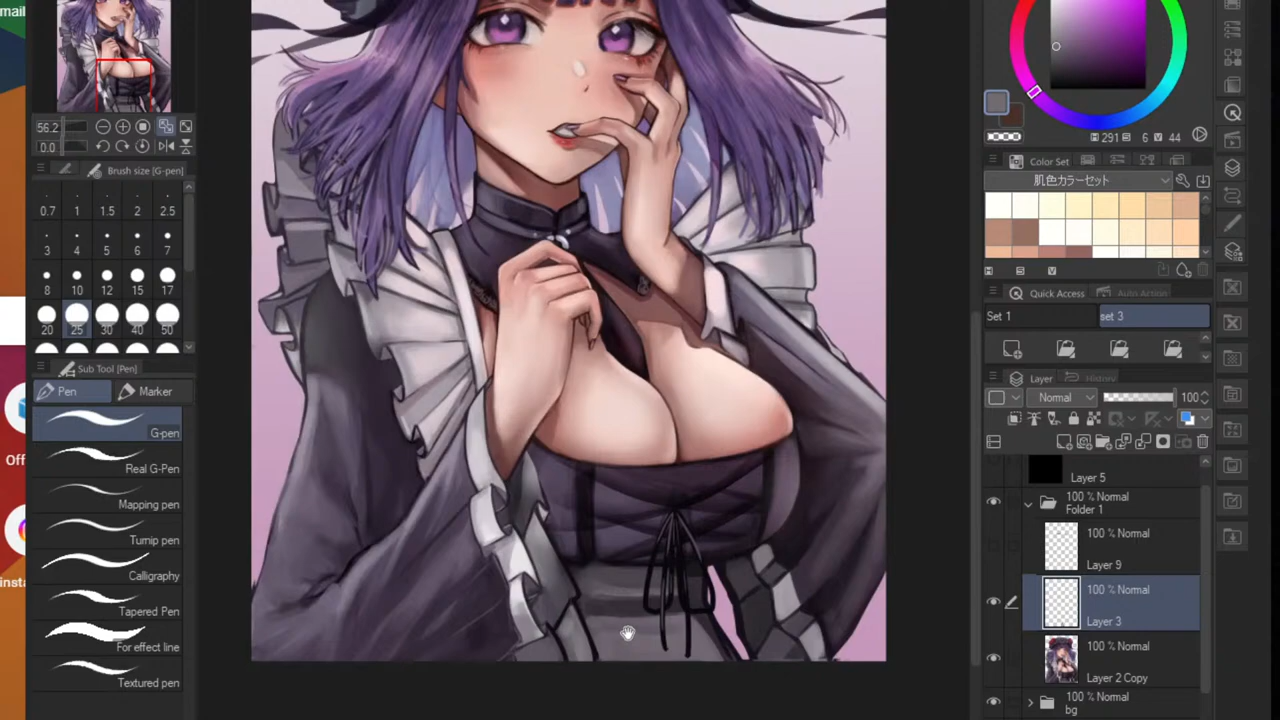 mail
56.2
0.0
Brush size [G-pen]
0.7 1 1.5 2 2.5
3 4 5 6 7
8 10 12 15 17
20 25 30 40 50
Sub Tool [Pen]
Pen Marker
G-pen
Real G-Pen
Mapping pen
Turnip pen
Calligraphy
Tapered Pen
For effect line
Textured pen
Off
insta
H 291 S 6 V 44
Color Set
肌色カラーセット
H S V
Quick Access Auto Action
Set 1 set 3
Layer History
Normal 100
Layer 5
100 % Normal
Folder 1
100 % Normal
Layer 9
100 % Normal
Layer 3
100 % Normal
Layer 2 Copy
100 % Normal
bg